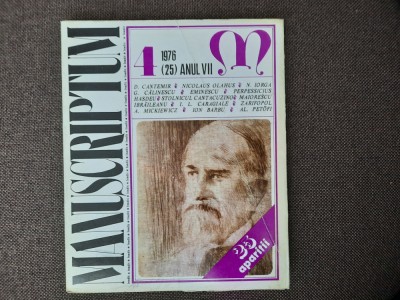 MANUSCRIPTUM
4
1976
(25) ANUL VII
M
D. CANTEMIR NICOLAUS OLAHUS N. IORGA
G. CĂLINESCU EMINESCU PERPESSICIUS
HASDEU STOLNICUL CANTACUZINO MAIORESCU
IBRĂILEANU I. L. CARAGIALE ZARIFOPOL
A. MICKIEWICZ ION BARBU AL. PETŐFI
25
apariții